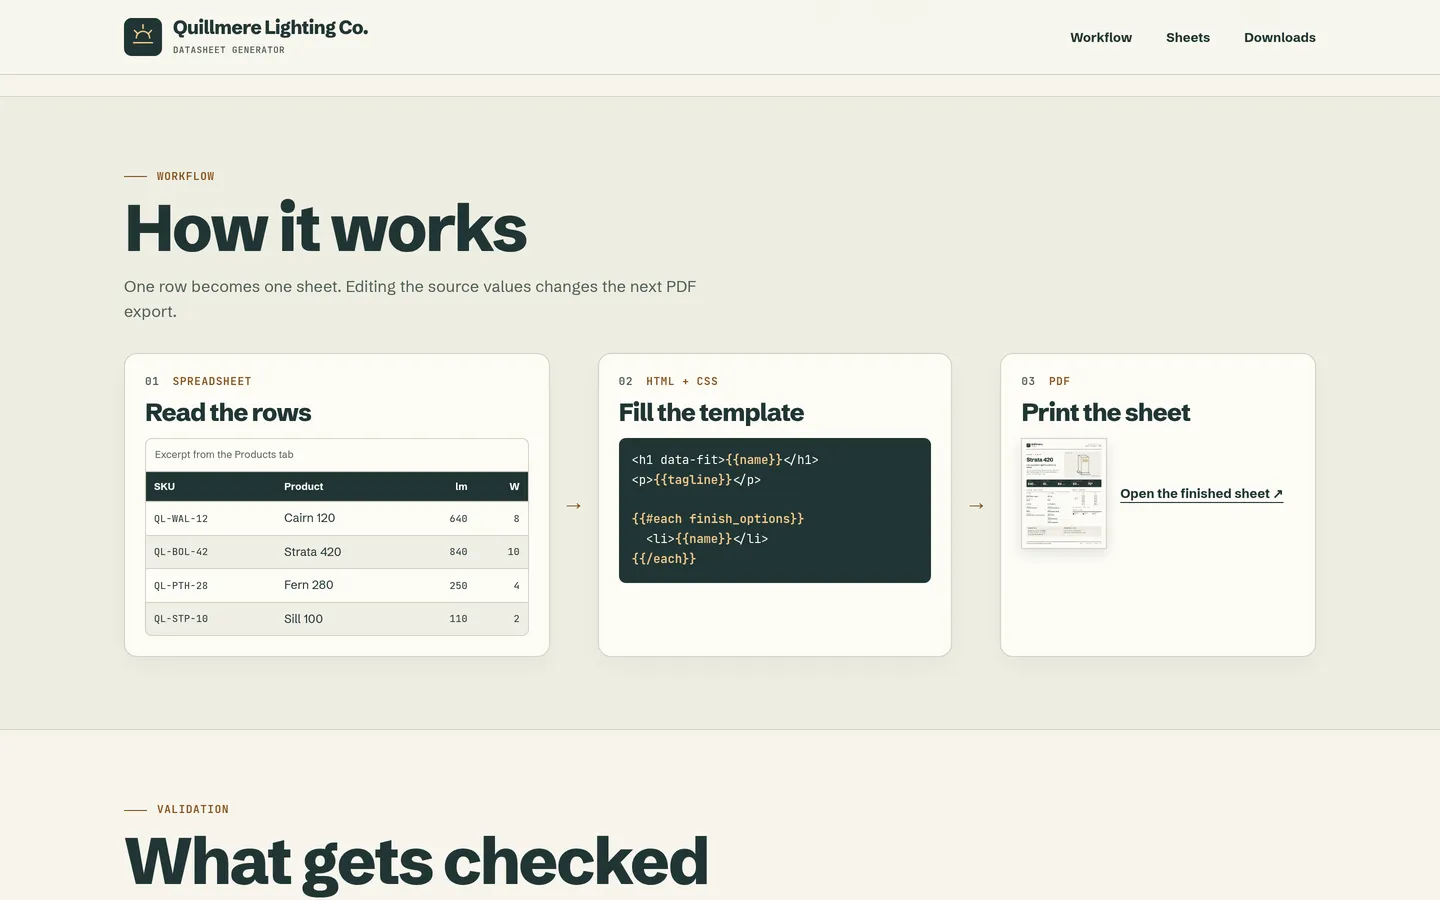 Quillmere Lighting Co.
DATASHEET GENERATOR
Workflow Sheets Downloads
WORKFLOW
How it works
One row becomes one sheet. Editing the source values changes the next PDF
export.
01 SPREADSHEET
Read the rows
Excerpt from the Products tab
SKU Product lm W
QL-WAL-12 Cairn 120 640 8
QL-BOL-42 Strata 420 840 10
QL-PTH-28 Fern 280 250 4
QL-STP-10 Sill 100 110 2
→
02 HTML + CSS
Fill the template
<h1 data-fit>{{name}}</h1>
<p>{{tagline}}</p>
{{#each finish_options}}
<li>{{name}}</li>
{{/each}}
→
03 PDF
Print the sheet
Strata 420
Open the finished sheet ↗
VALIDATION
What gets checked